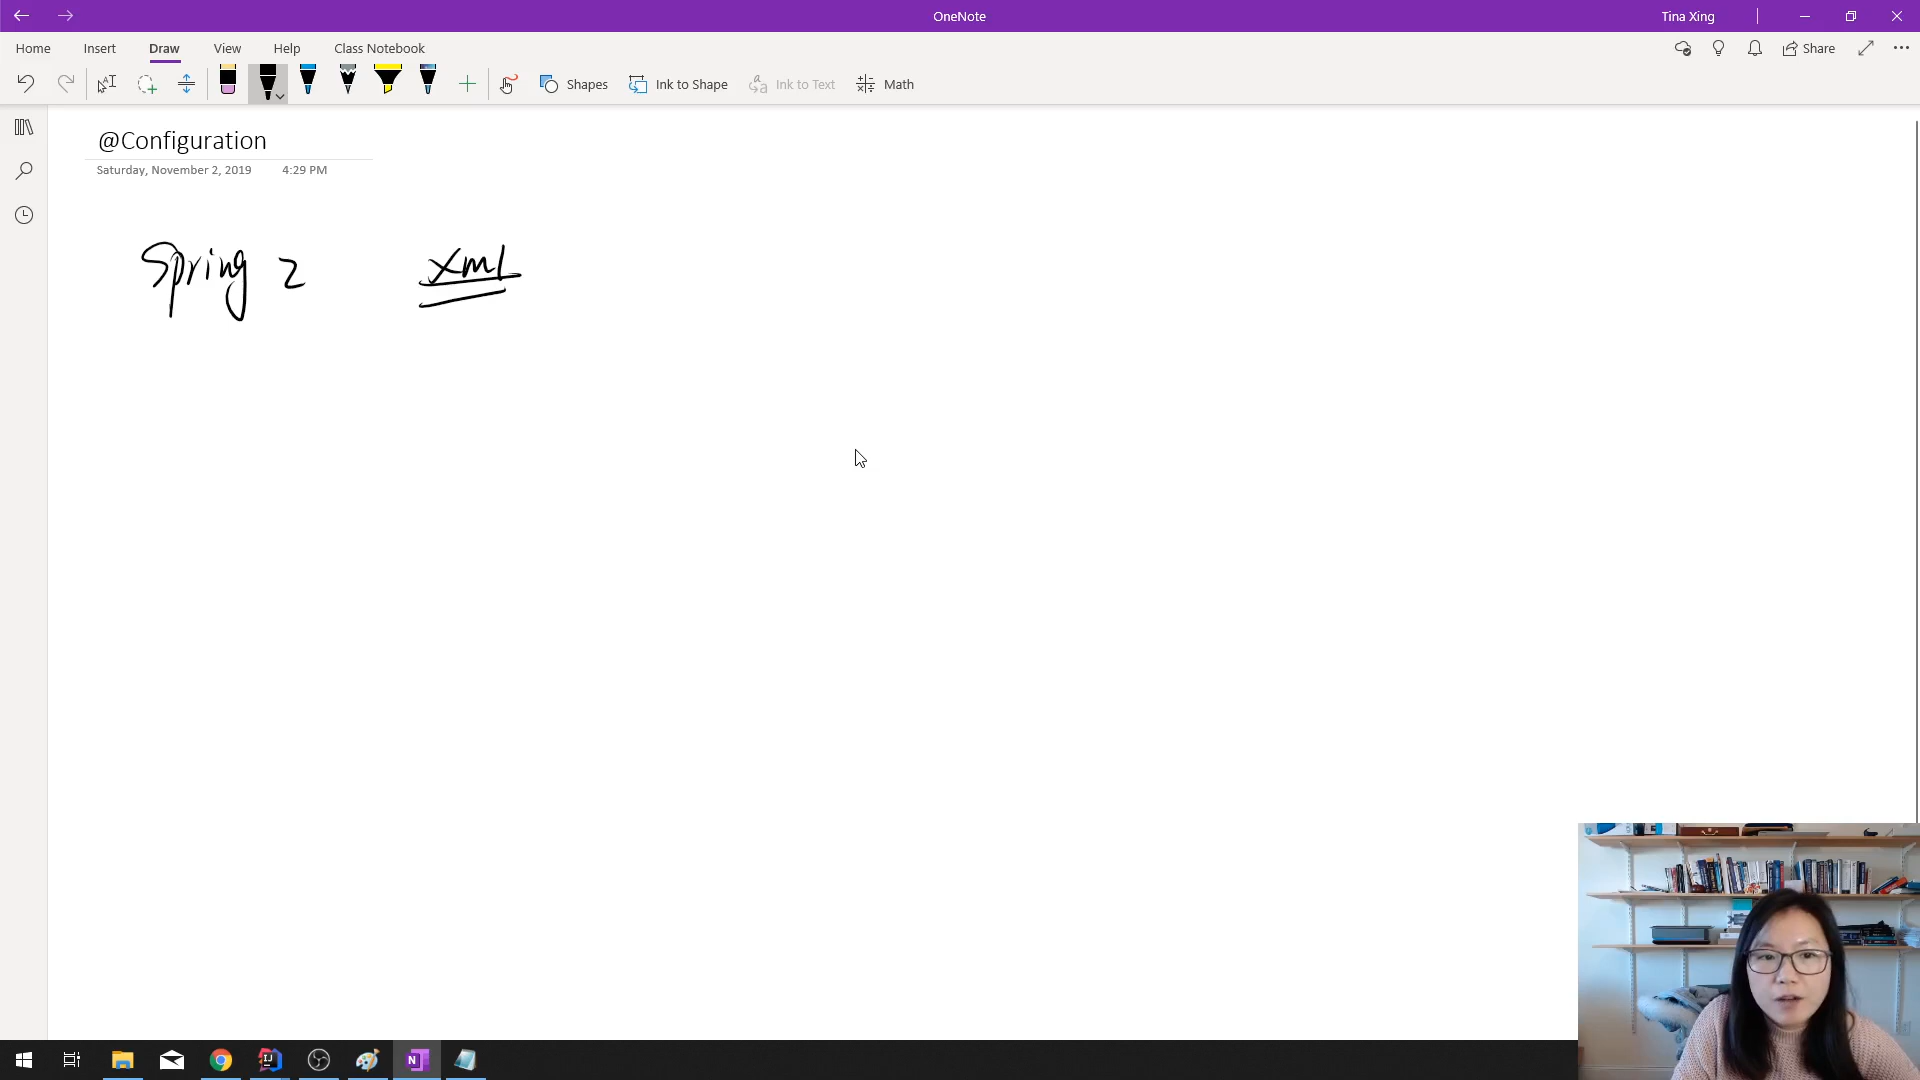 OneNote
Tina Xing
Home Insert Draw View Help Class Notebook
Share
Shapes Ink to Shape Ink to Text Math
@Configuration
Saturday, November 2, 2019 4:29 PM
Spring 2 xml